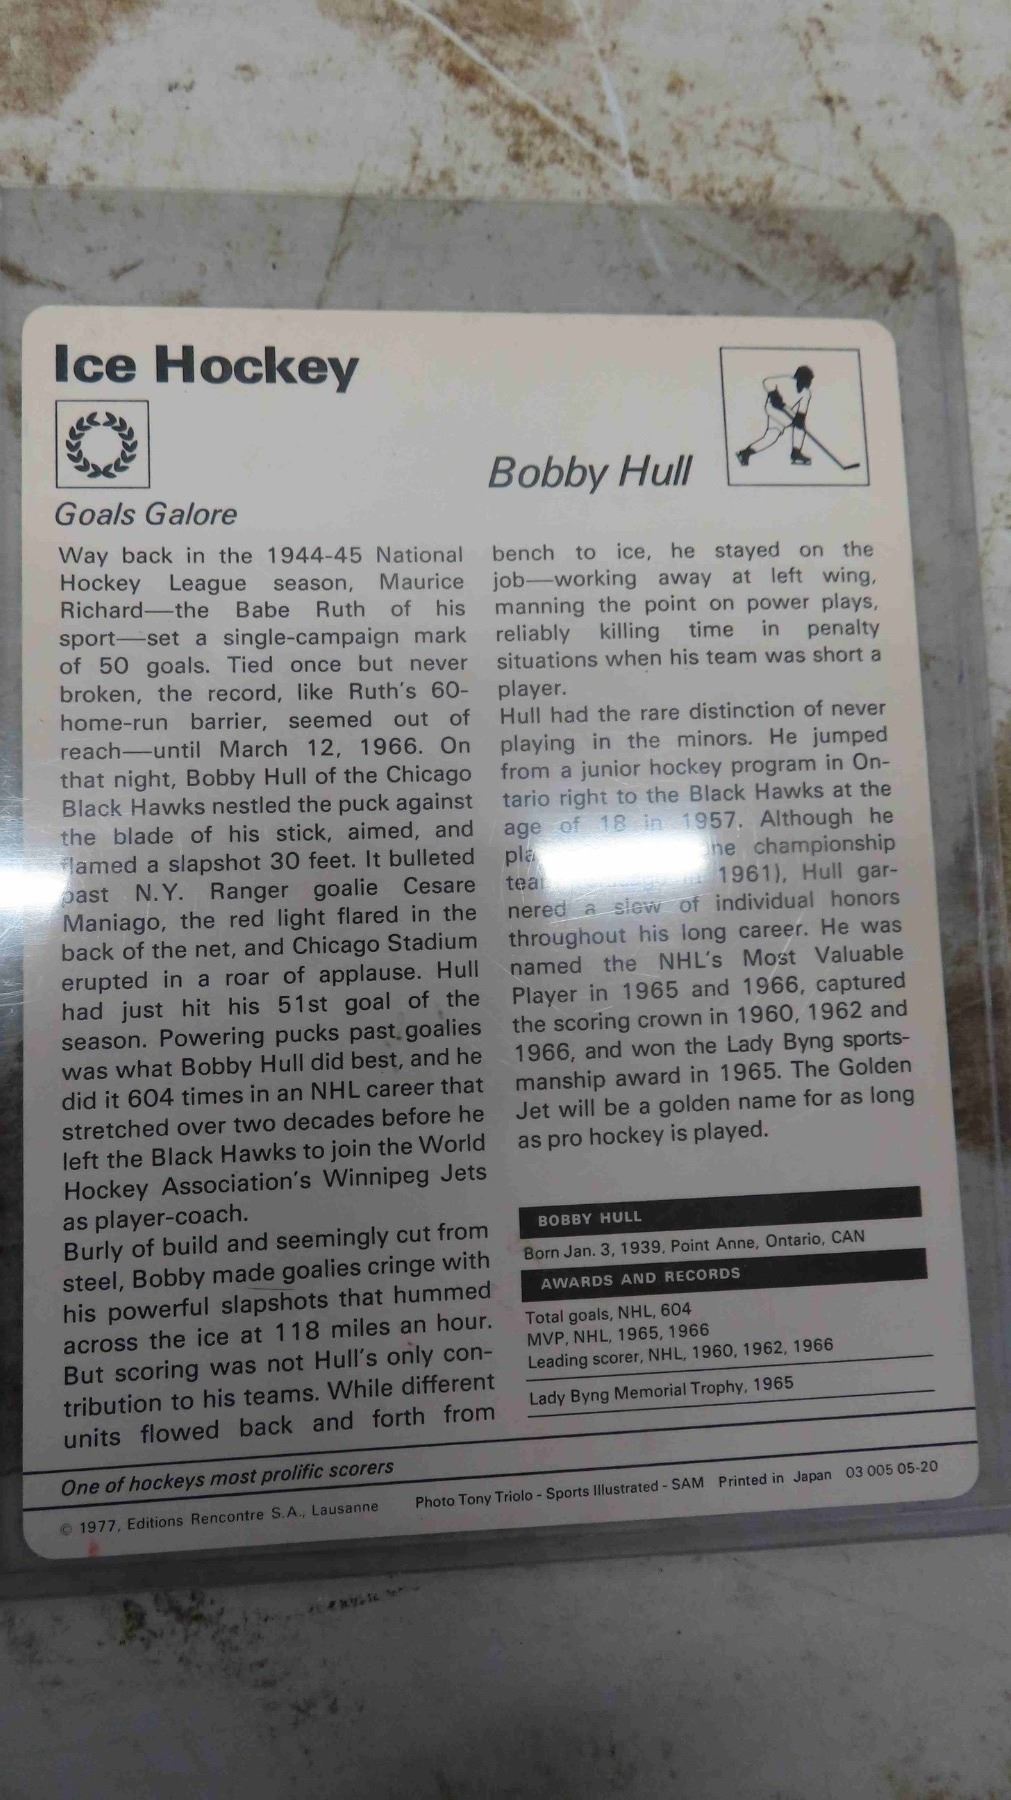 Ice Hockey
Bobby Hull
Goals Galore
Way back in the 1944-45 National
Hockey League season, Maurice
Richard—the Babe Ruth of his
sport—set a single-campaign mark
of 50 goals. Tied once but never
broken, the record, like Ruth's 60-
home-run barrier, seemed out of
reach—until March 12, 1966. On
that night, Bobby Hull of the Chicago
Black Hawks nestled the puck against
the blade of his stick, aimed, and
flamed a slapshot 30 feet. It bulleted
past N.Y. Ranger goalie Cesare
Maniago, the red light flared in the
back of the net, and Chicago Stadium
erupted in a roar of applause. Hull
had just hit his 51st goal of the
season. Powering pucks past goalies
was what Bobby Hull did best, and he
did it 604 times in an NHL career that
stretched over two decades before he
left the Black Hawks to join the World
Hockey Association's Winnipeg Jets
as player-coach.
Burly of build and seemingly cut from
steel, Bobby made goalies cringe with
his powerful slapshots that hummed
across the ice at 118 miles an hour.
But scoring was not Hull's only con-
tribution to his teams. While different
units flowed back and forth from
bench to ice, he stayed on the
job—working away at left wing,
manning the point on power plays,
reliably killing time in penalty
situations when his team was short a
player.
Hull had the rare distinction of never
playing in the minors. He jumped
from a junior hockey program in On-
tario right to the Black Hawks at the
age of 18 in 1957. Although he
championship
1961), Hull gar-
nered a slew of individual honors
throughout his long career. He was
named the NHL's Most Valuable
Player in 1965 and 1966, captured
the scoring crown in 1960, 1962 and
1966, and won the Lady Byng sports-
manship award in 1965. The Golden
Jet will be a golden name for as long
as pro hockey is played.
BOBBY HULL
Born Jan. 3, 1939, Point Anne, Ontario, CAN
AWARDS AND RECORDS
Total goals, NHL, 604
MVP, NHL, 1965, 1966
Leading scorer, NHL, 1960, 1962, 1966
Lady Byng Memorial Trophy, 1965
One of hockeys most prolific scorers
© 1977, Editions Rencontre S.A., Lausanne Photo Tony Triolo - Sports Illustrated - SAM Printed in Japan 03 005 05-20